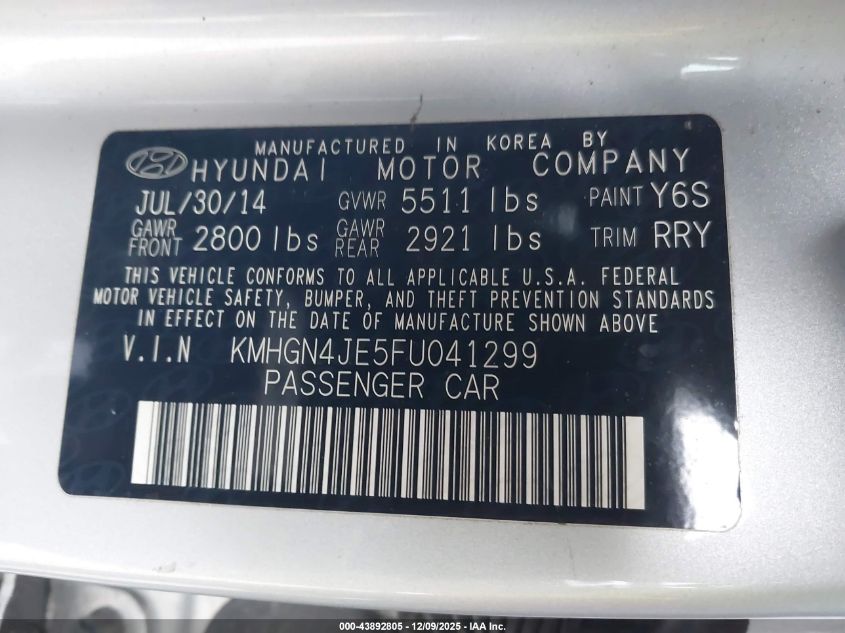 MANUFACTURED IN KOREA BY
HYUNDAI MOTOR COMPANY
JUL/30/14 GVWR 5511 lbs PAINT Y6S
GAWR FRONT 2800 lbs GAWR REAR 2921 lbs TRIM RRY
THIS VEHICLE CONFORMS TO ALL APPLICABLE U.S.A. FEDERAL
MOTOR VEHICLE SAFETY, BUMPER, AND THEFT PREVENTION STANDARDS
IN EFFECT ON THE DATE OF MANUFACTURE SHOWN ABOVE
V.I.N KMHGN4JE5FU041299
PASSENGER CAR
000-43892805 - 12/09/2025 - IAA Inc.